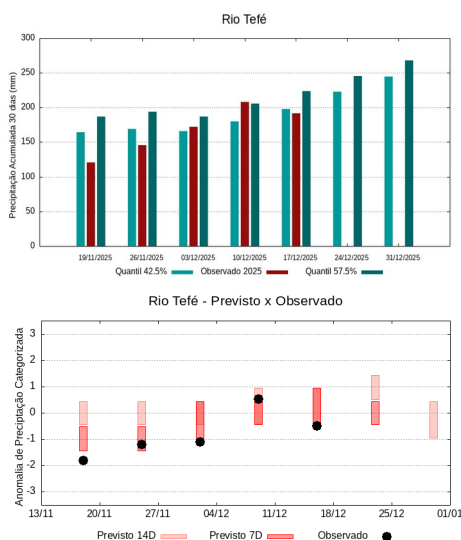 Rio Tefé
Precipitação Acumulada 30 dias (mm)
300
250
200
150
100
50
0
19/11/2025 26/11/2025 03/12/2025 10/12/2025 17/12/2025 24/12/2025 31/12/2025
Quantil 42.5% Observado 2025 Quantil 57.5%
Rio Tefé - Previsto x Observado
Anomalia de Precipitação Categorizada
3
2
1
0
-1
-2
-3
13/11 20/11 27/11 04/12 11/12 18/12 25/12 01/01
Previsto 14D Previsto 7D Observado